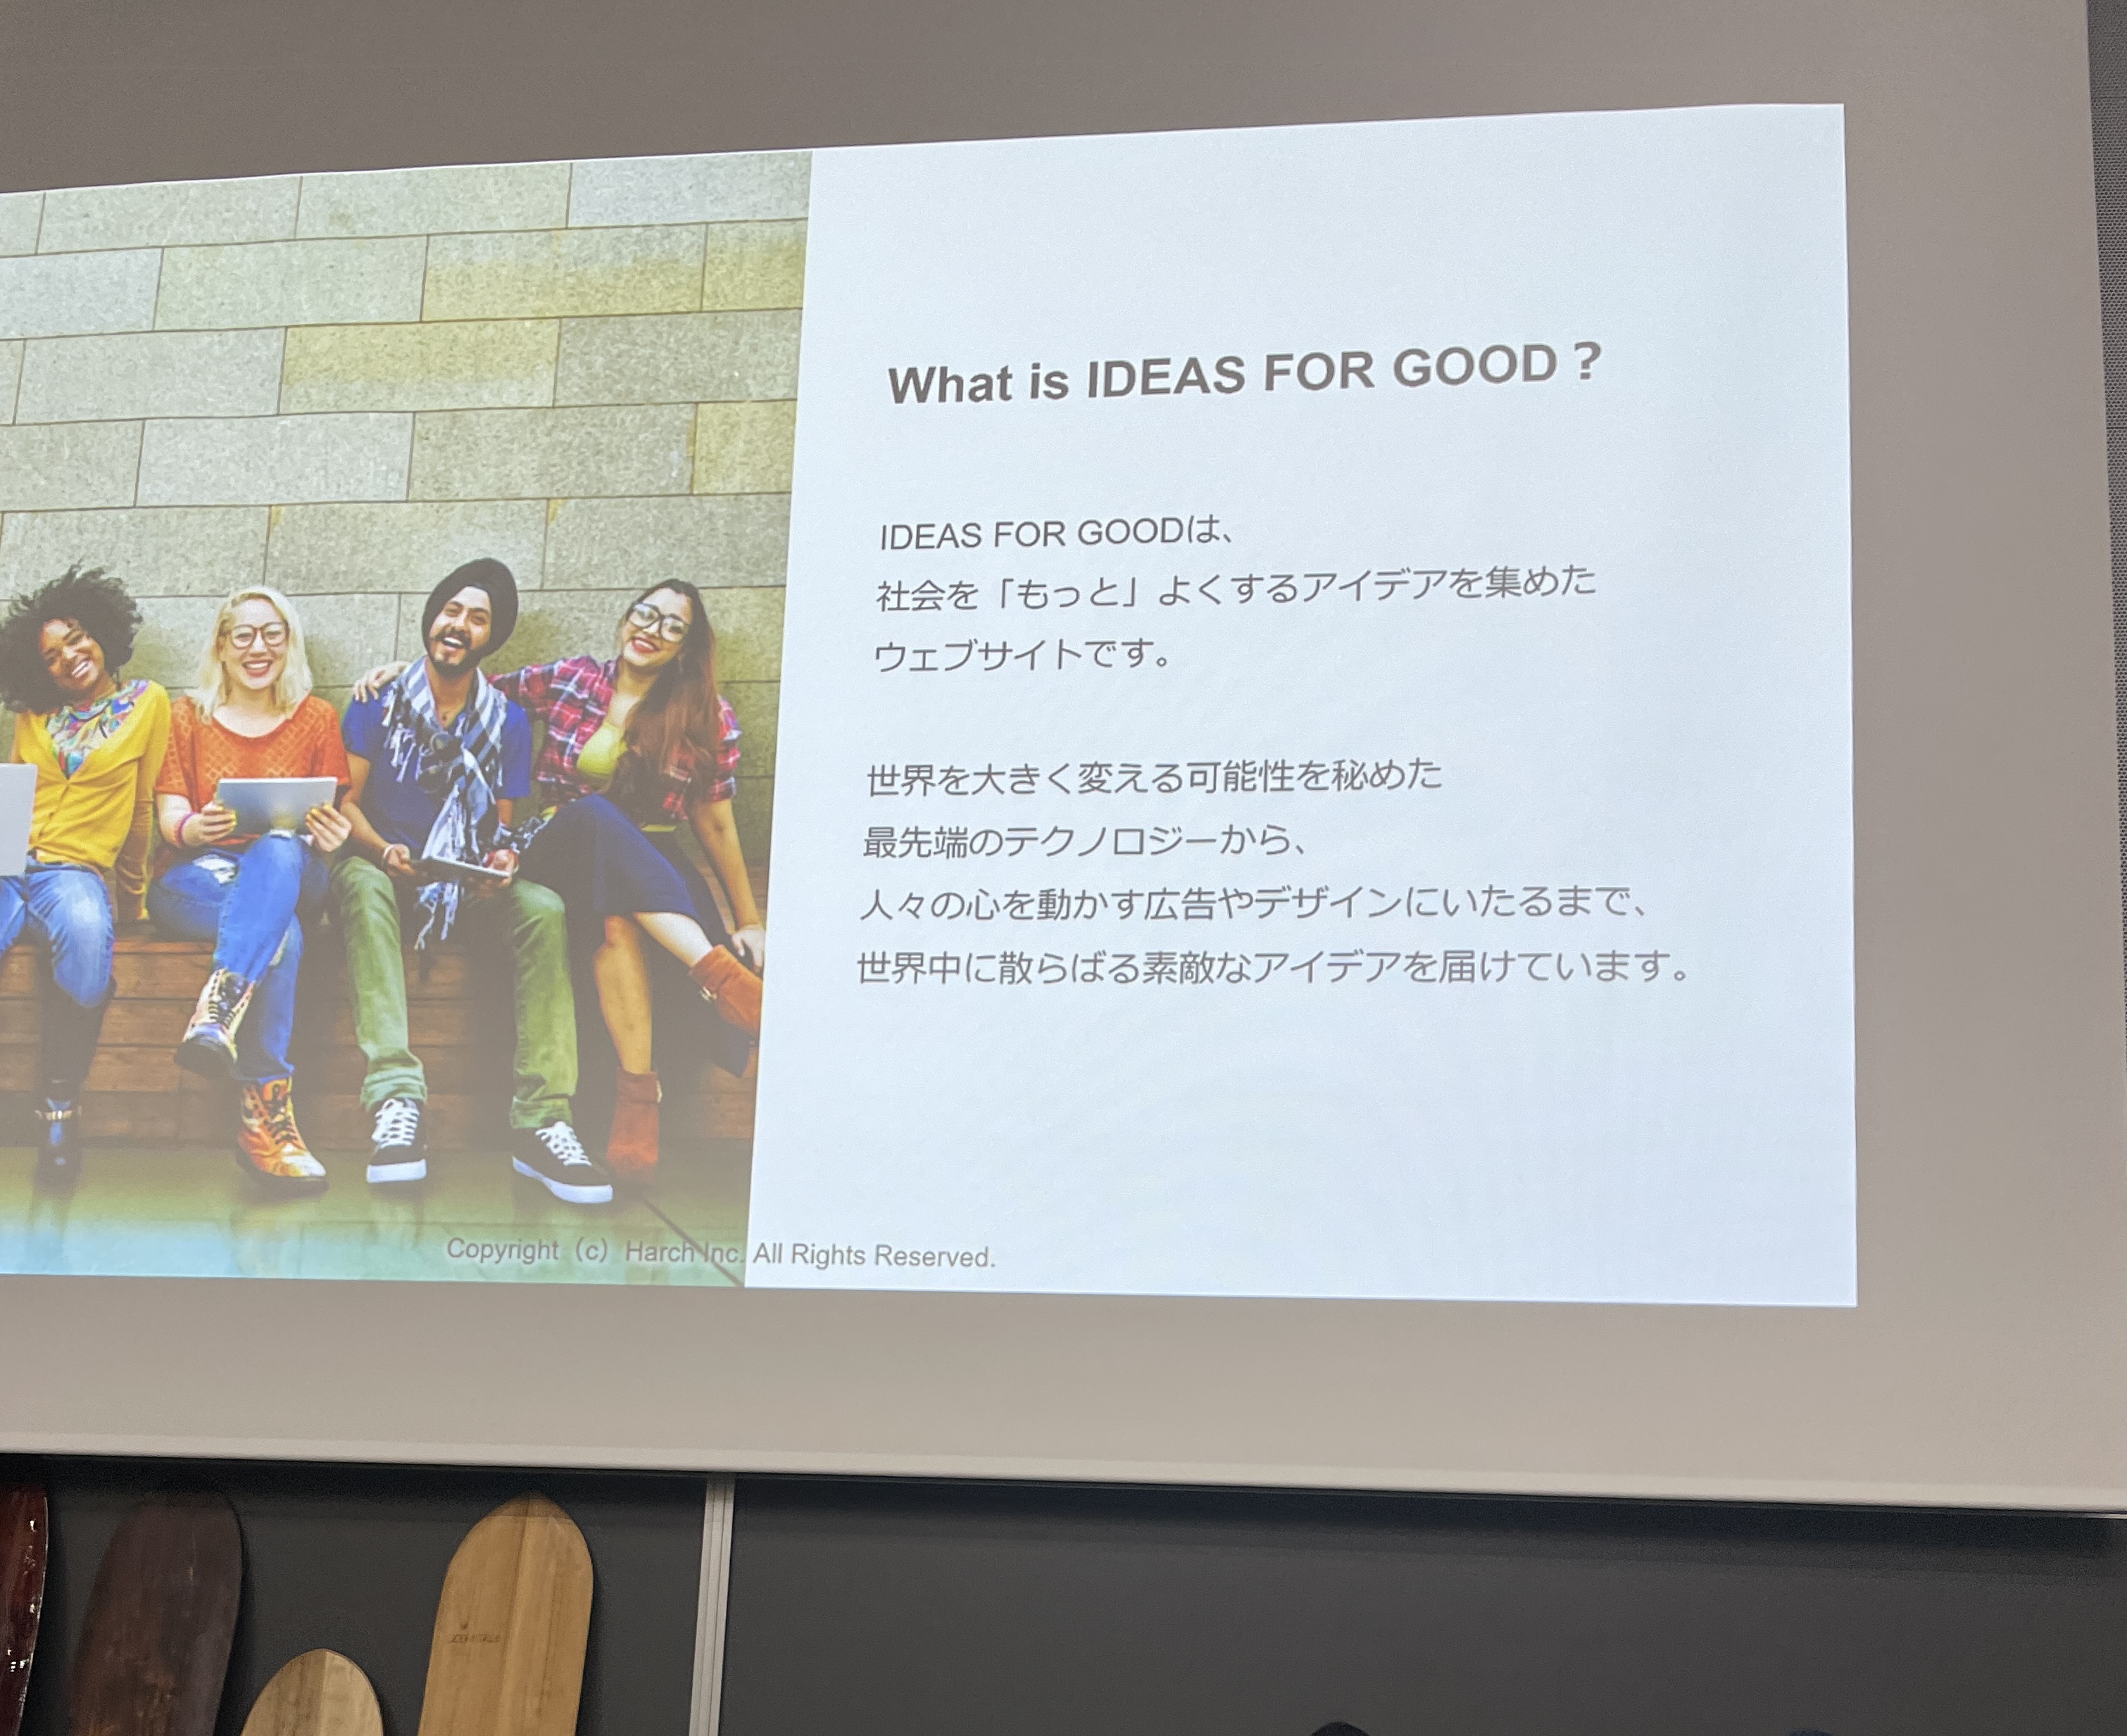 What is IDEAS FOR GOOD？
IDEAS FOR GOODは、
社会を「もっと」よくするアイデアを集めた
ウェブサイトです。
世界を大きく変える可能性を秘めた
最先端のテクノロジーから、
人々の心を動かす広告やデザインにいたるまで、
世界中に散らばる素敵なアイデアを届けています。
Copyright（c）Harch Inc. All Rights Reserved.